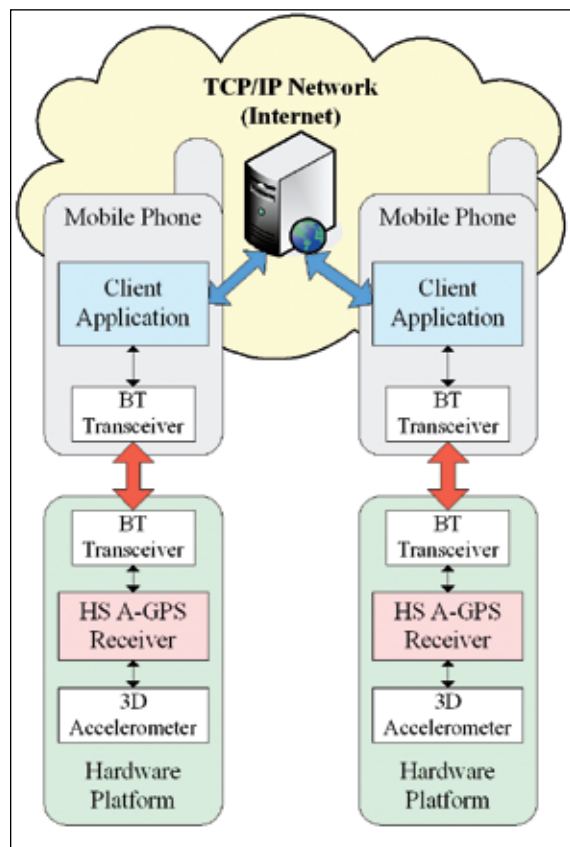 TCP/IP Network
(Internet)
Mobile Phone
Client
Application
BT
Transceiver
BT
Transceiver
HS A-GPS
Receiver
3D
Accelerometer
Hardware
Platform
Mobile Phone
Client
Application
BT
Transceiver
BT
Transceiver
HS A-GPS
Receiver
3D
Accelerometer
Hardware
Platform